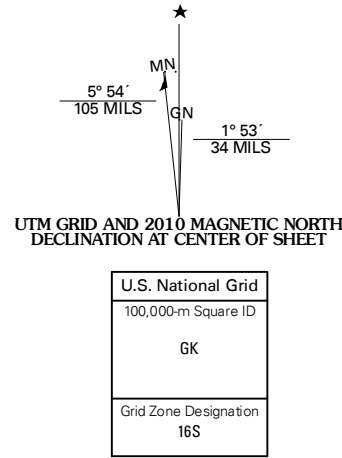 MN.
5° 54´
105 MILS
GN
1° 53´
34 MILS
UTM GRID AND 2010 MAGNETIC NORTH
DECLINATION AT CENTER OF SHEET
U.S. National Grid
100,000-m Square ID
GK
Grid Zone Designation
16S